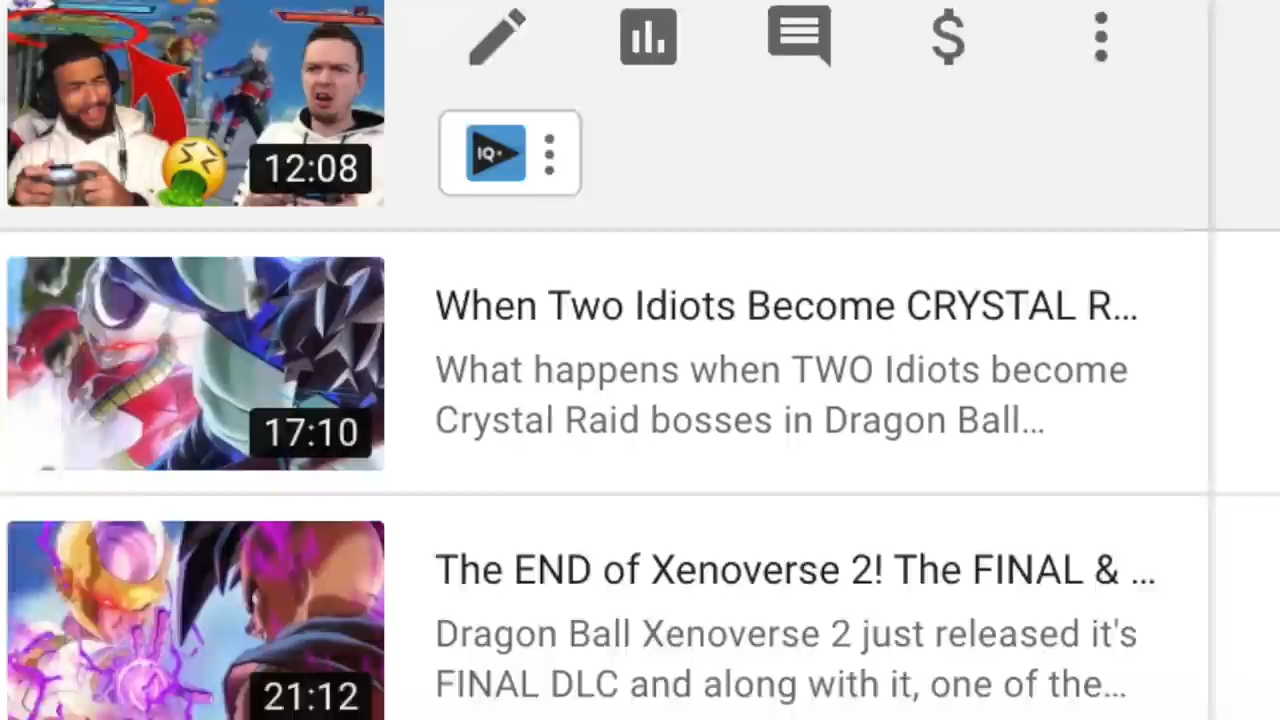 12:08
IQ
17:10
When Two Idiots Become CRYSTAL R...
What happens when TWO Idiots become
Crystal Raid bosses in Dragon Ball...
21:12
The END of Xenoverse 2! The FINAL & ...
Dragon Ball Xenoverse 2 just released it's
FINAL DLC and along with it, one of the...